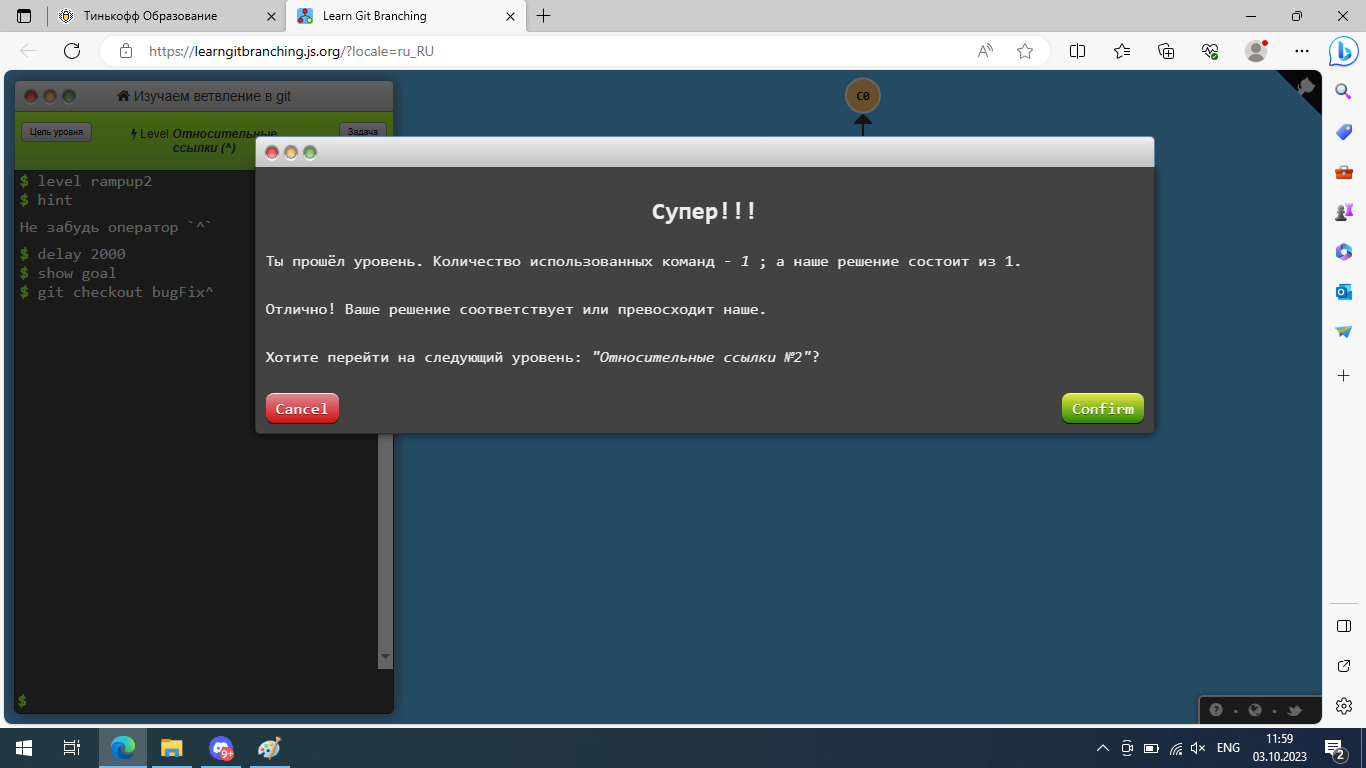 Тинькофф Образование
Learn Git Branching
https://learngitbranching.js.org/?locale=ru_RU
Изучаем ветвление в git
Цель уровня
Level Относительные ссылки (^)
Задача
$ level rampup2
$ hint
Не забудь оператор `^`
$ delay 2000
$ show goal
$ git checkout bugFix^
$
C0
Супер!!!
Ты прошёл уровень. Количество использованных команд - 1 ; а наше решение состоит из 1.
Отлично! Ваше решение соответствует или превосходит наше.
Хотите перейти на следующий уровень: "Относительные ссылки №2"?
Cancel
Confirm
9+
ENG
11:59
03.10.2023
2